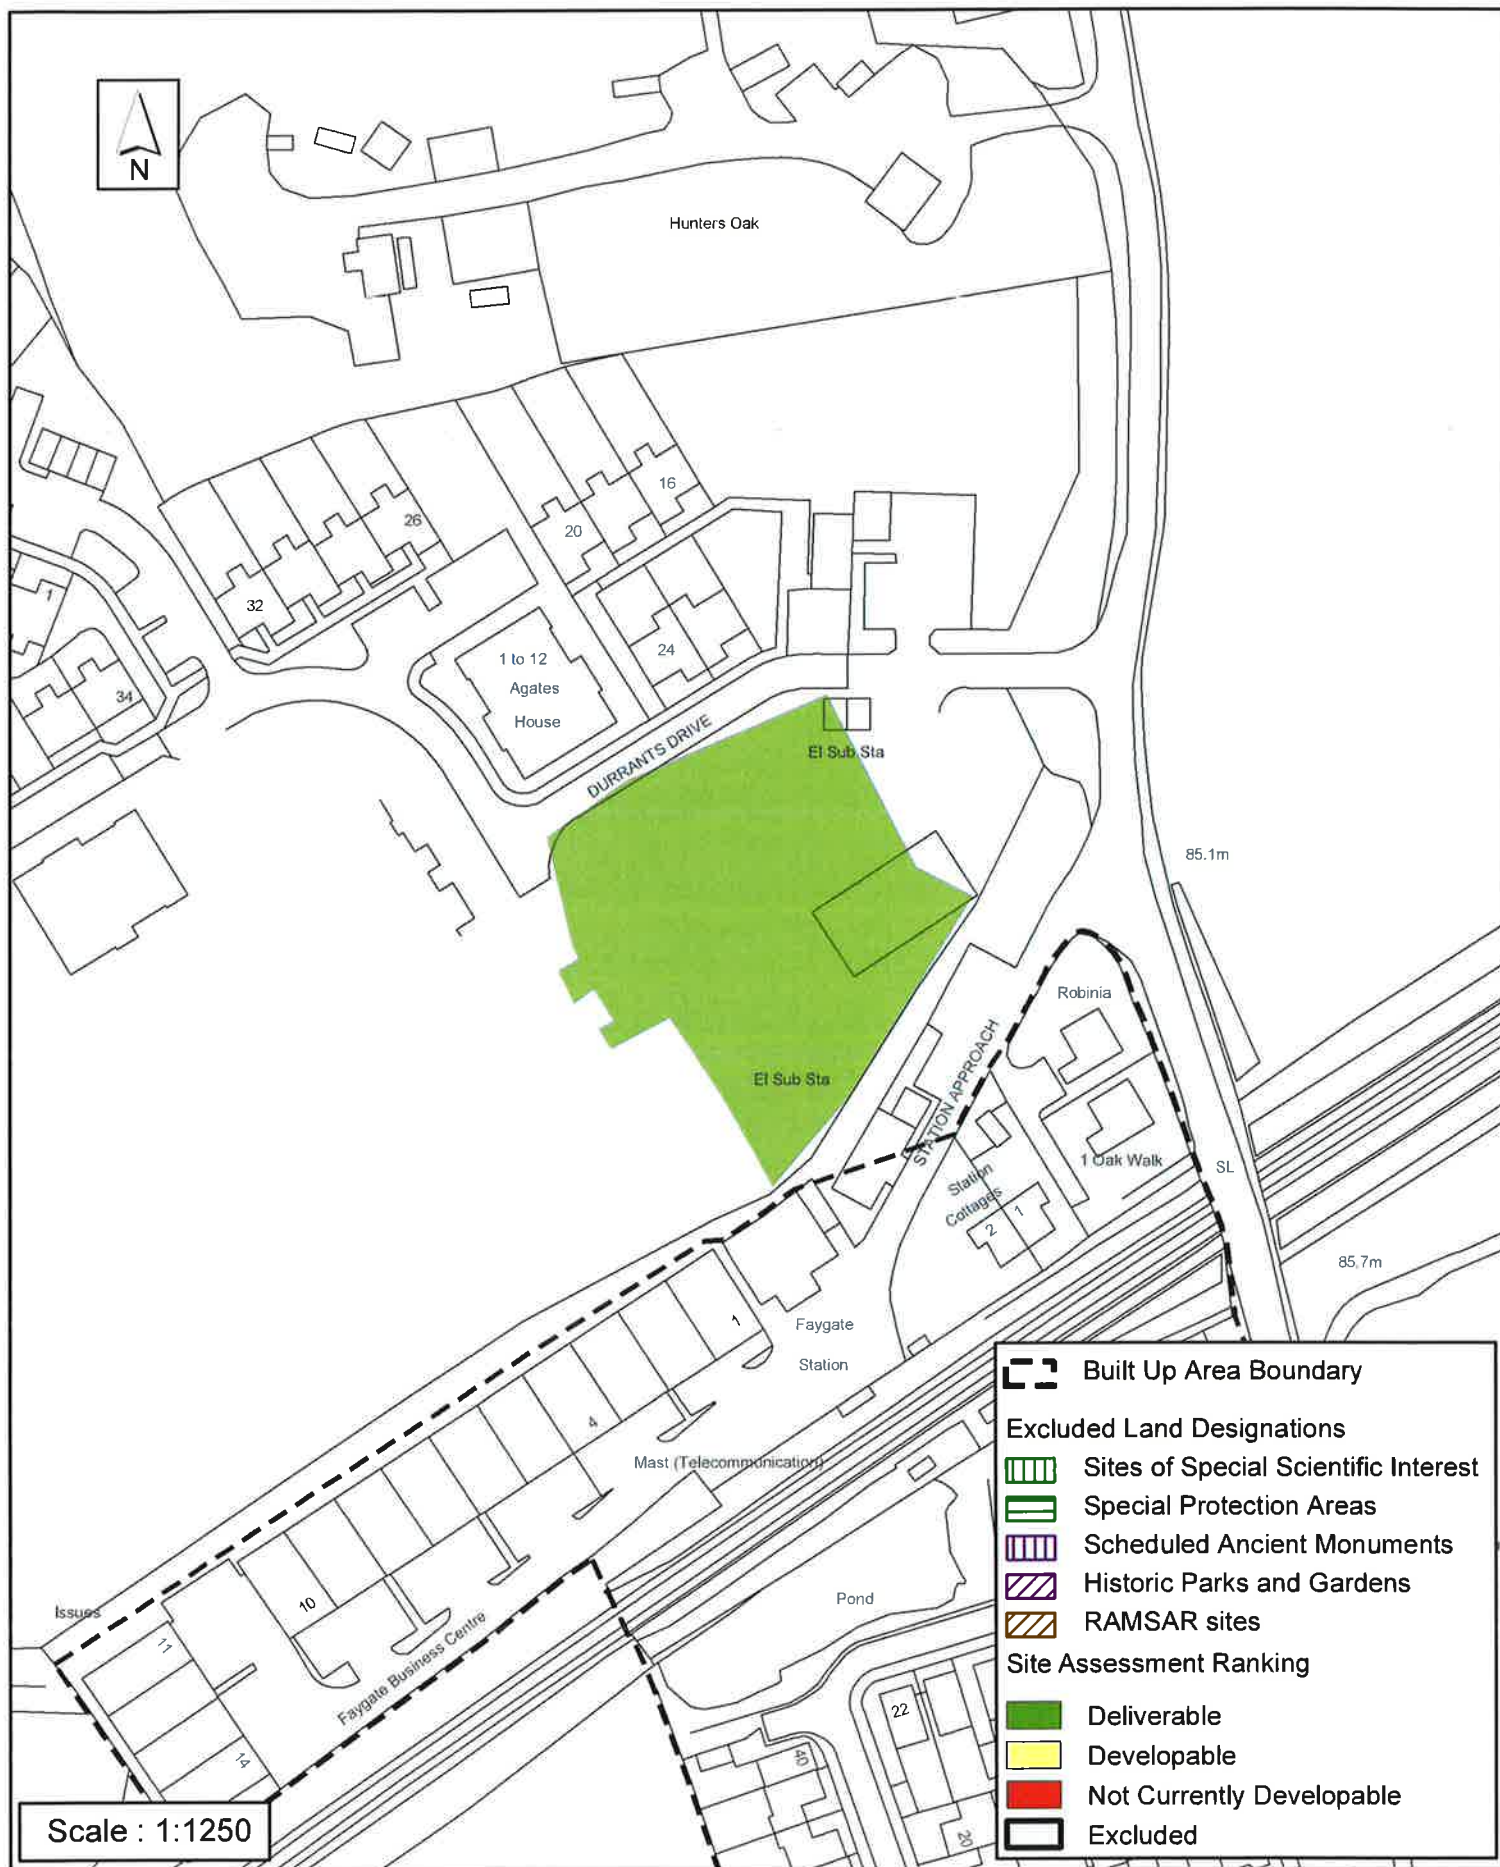 N
Hunters Oak
16
20
26
32
1
24
34
1 to 12
Agates
House
DURRANTS DRIVE
El Sub Sta
85.1m
Robinia
STATION APPROACH
El Sub Sta
1 Oak Walk
SL
Station
Cottages
2
1
85.7m
1
Faygate
Station
4
Mast (Telecommunication)
Pond
Issues
10
11
Faygate Business Centre
14
22
40
20
Scale : 1:1250
Built Up Area Boundary
Excluded Land Designations
Sites of Special Scientific Interest
Special Protection Areas
Scheduled Ancient Monuments
Historic Parks and Gardens
RAMSAR sites
Site Assessment Ranking
Deliverable
Developable
Not Currently Developable
Excluded